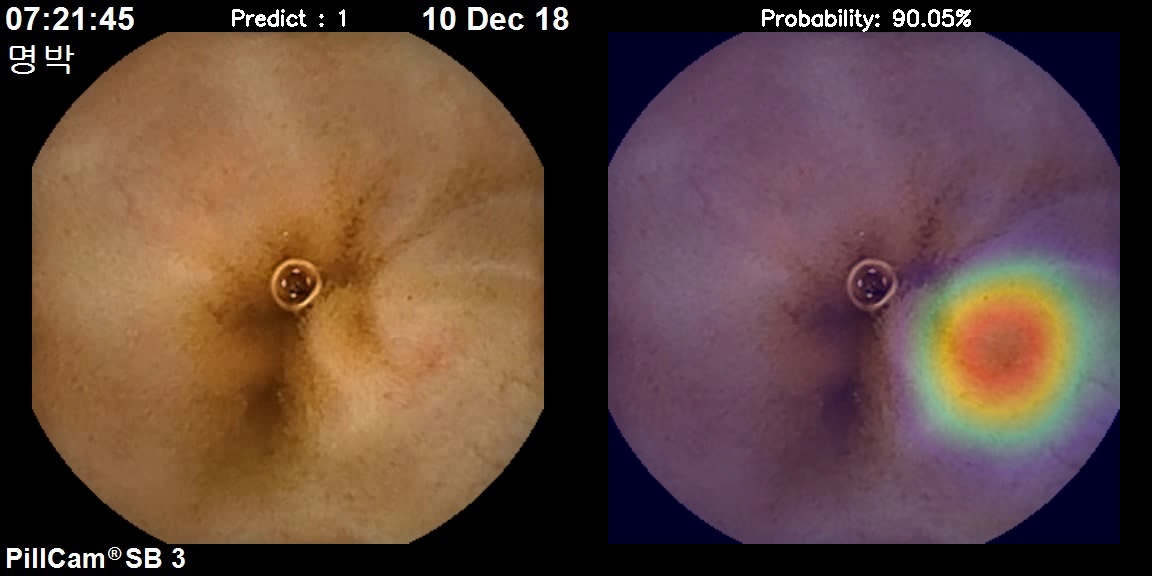 07:21:45
Predict : 1
10 Dec 18
Probability: 90.05%
명박
PillCam® SB 3